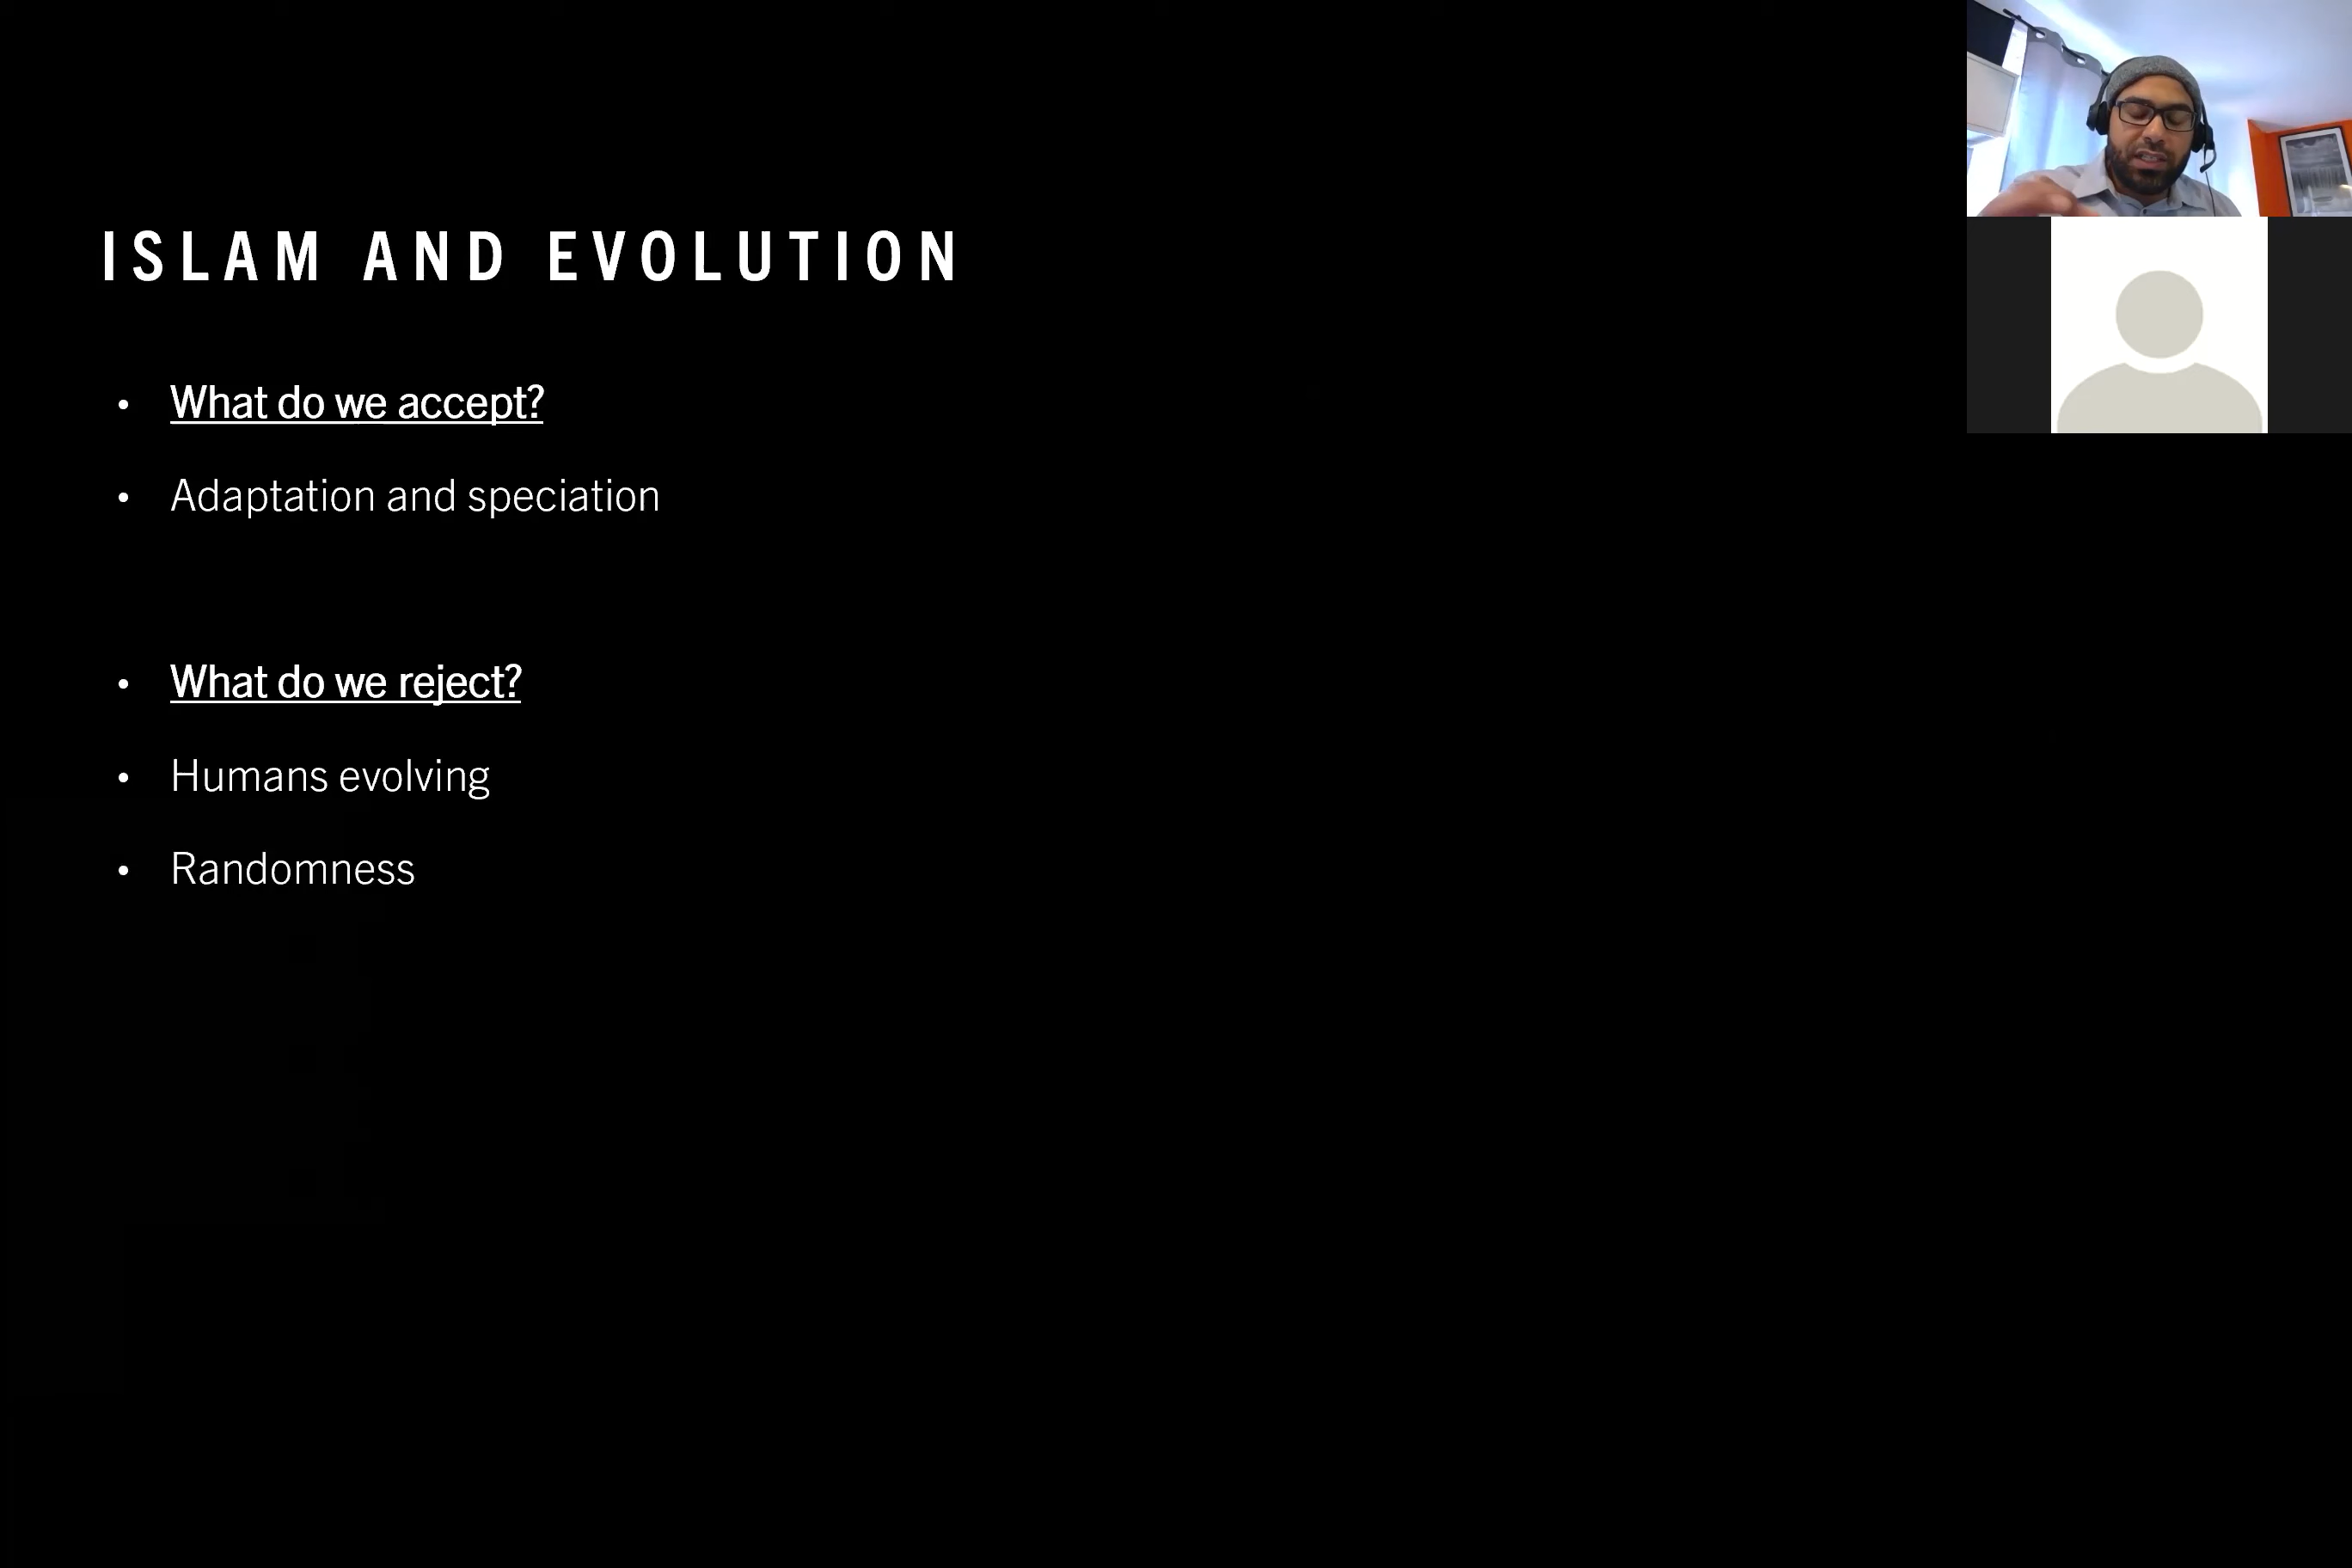 ISLAM AND EVOLUTION
• What do we accept?
• Adaptation and speciation
• What do we reject?
• Humans evolving
• Randomness